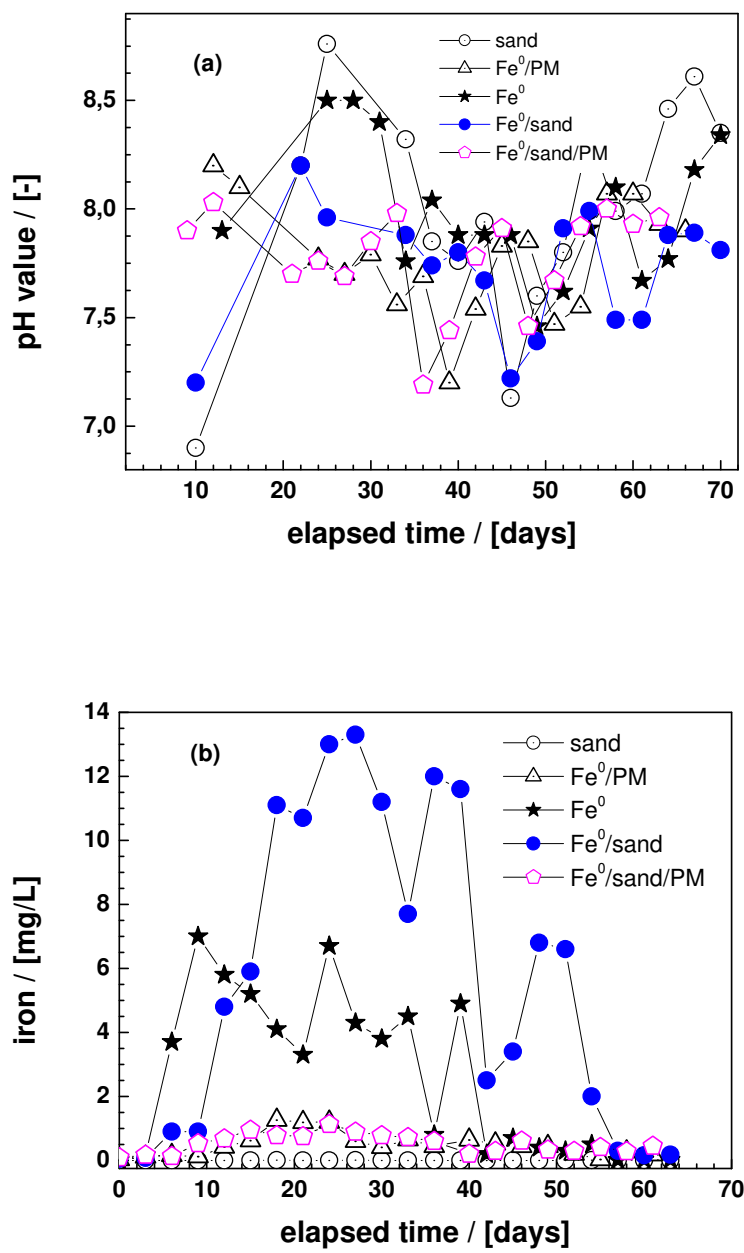 (a)
sand
Fe⁰/PM
Fe⁰
Fe⁰/sand
Fe⁰/sand/PM
8,5
8,0
7,5
7,0
pH value / [-]
0 10 20 30 40 50 60 70
elapsed time / [days]
(b)
sand
Fe⁰/PM
Fe⁰
Fe⁰/sand
Fe⁰/sand/PM
14
12
10
8
6
4
2
0
iron / [mg/L]
0 10 20 30 40 50 60 70
elapsed time / [days]